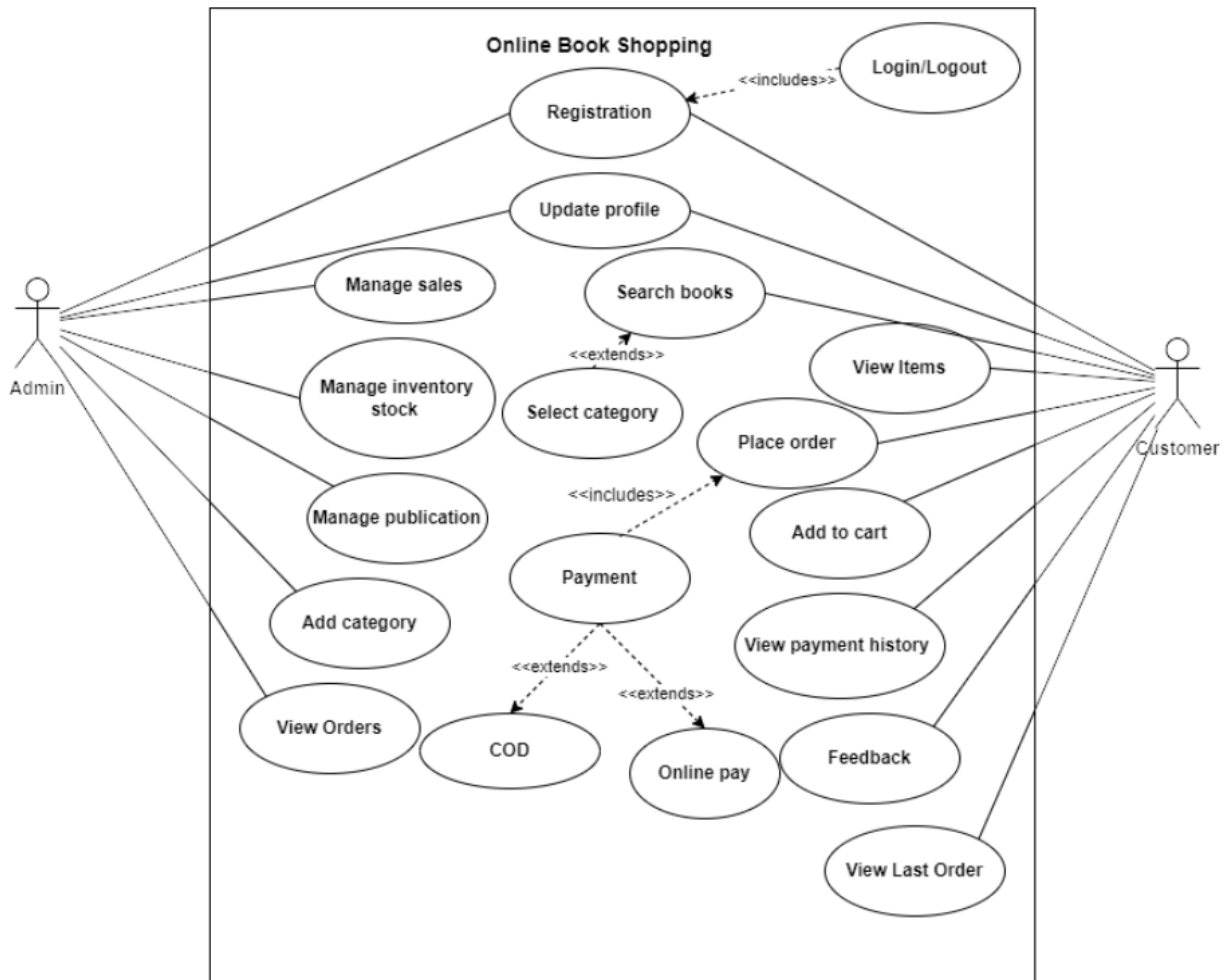 Online Book Shopping
Login/Logout
<<includes>>
Registration
Update profile
Manage sales
Search books
<<extends>>
View Items
Admin
Manage inventory
stock
Select category
Place order
Customer
<<includes>>
Manage publication
Add to cart
Payment
Add category
View payment history
<<extends>>
<<extends>>
View Orders
COD
Online pay
Feedback
View Last Order